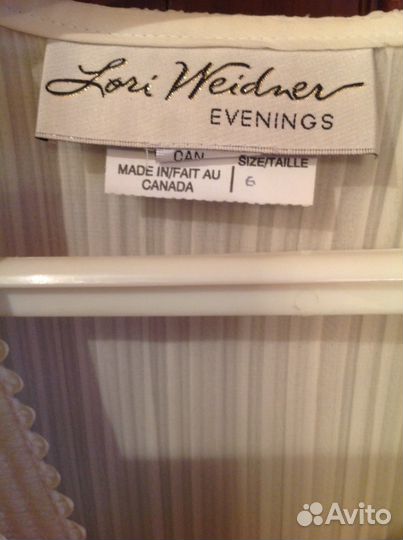 Lori Weidner
EVENINGS
CAN
SIZE/TAILLE
MADE IN/FAIT AU
CANADA
6
Avito